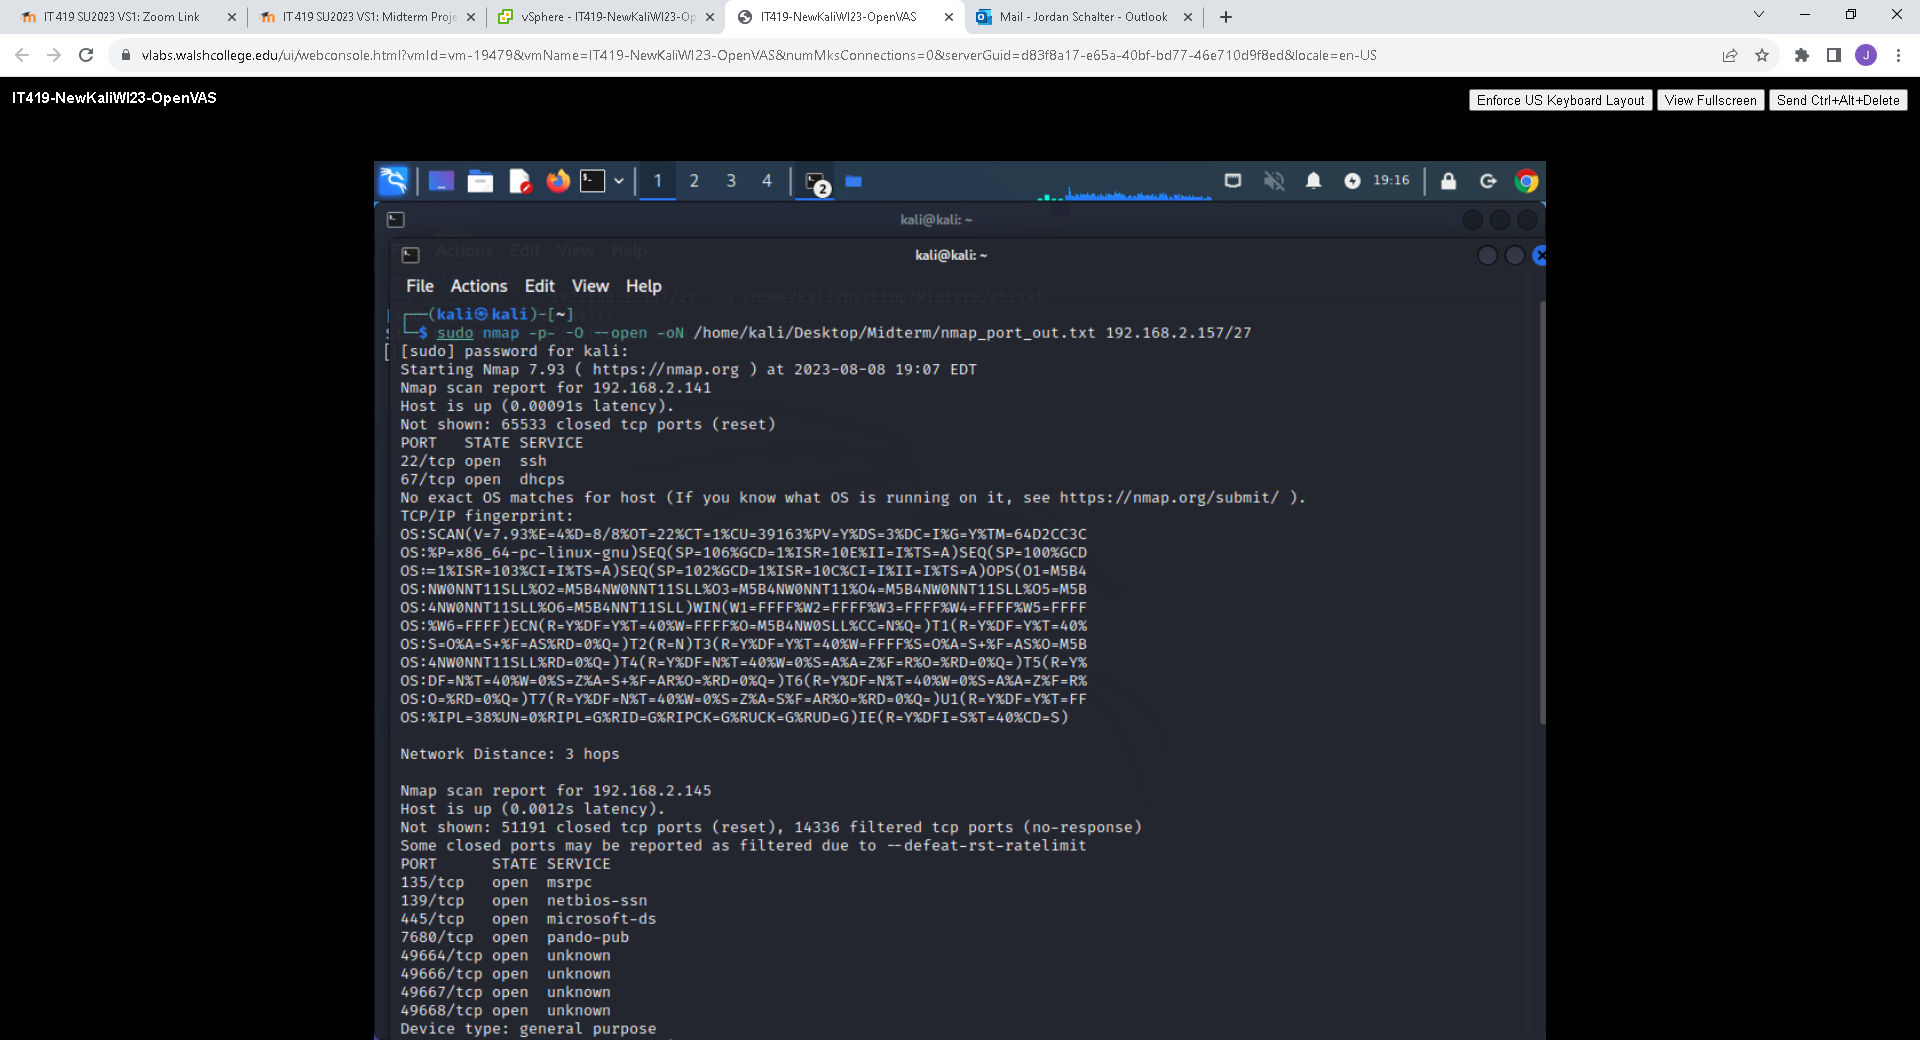 IT419 SU2023 VS1: Zoom Link
IT419 SU2023 VS1: Midterm Proje
vSphere - IT419-NewKaliWI23-Op
IT419-NewKaliWI23-OpenVAS
Mail - Jordan Schalter - Outlook
vlabs.walshcollege.edu/ui/webconsole.html?vmId=vm-19479&vmName=IT419-NewKaliWI23-OpenVAS&numMksConnections=0&serverGuid=d83f8a17-e65a-40bf-bd77-46e710d9f8ed&locale=en-US
J
IT419-NewKaliWI23-OpenVAS
Enforce US Keyboard Layout
View Fullscreen
Send Ctrl+Alt+Delete
1 2 3 4
2
19:16
kali@kali: ~
Actions Edit View Help
kali@kali: ~
File Actions Edit View Help
┌──(kali㉿kali)-[~]
└─$ sudo nmap -p- -O --open -oN /home/kali/Desktop/Midterm/nmap_port_out.txt 192.168.2.157/27
[sudo] password for kali:
Starting Nmap 7.93 ( https://nmap.org ) at 2023-08-08 19:07 EDT
Nmap scan report for 192.168.2.141
Host is up (0.00091s latency).
Not shown: 65533 closed tcp ports (reset)
PORT STATE SERVICE
22/tcp open ssh
67/tcp open dhcps
No exact OS matches for host (If you know what OS is running on it, see https://nmap.org/submit/ ).
TCP/IP fingerprint:
OS:SCAN(V=7.93%E=4%D=8/8%OT=22%CT=1%CU=39163%PV=Y%DS=3%DC=I%G=Y%TM=64D2CC3C
OS:%P=x86_64-pc-linux-gnu)SEQ(SP=106%GCD=1%ISR=10E%II=I%TS=A)SEQ(SP=100%GCD
OS:=1%ISR=103%CI=I%TS=A)SEQ(SP=102%GCD=1%ISR=10C%CI=I%II=I%TS=A)OPS(O1=M5B4
OS:NW0NNT11SLL%O2=M5B4NW0NNT11SLL%O3=M5B4NW0NNT11%O4=M5B4NW0NNT11SLL%O5=M5B
OS:4NW0NNT11SLL%O6=M5B4NNT11SLL)WIN(W1=FFFF%W2=FFFF%W3=FFFF%W4=FFFF%W5=FFFF
OS:%W6=FFFF)ECN(R=Y%DF=Y%T=40%W=FFFF%O=M5B4NW0SLL%CC=N%Q=)T1(R=Y%DF=Y%T=40%
OS:S=O%A=S+%F=AS%RD=0%Q=)T2(R=N)T3(R=Y%DF=Y%T=40%W=FFFF%S=O%A=S+%F=AS%O=M5B
OS:4NW0NNT11SLL%RD=0%Q=)T4(R=Y%DF=N%T=40%W=0%S=A%A=Z%F=R%O=%RD=0%Q=)T5(R=Y%
OS:DF=N%T=40%W=0%S=Z%A=S+%F=AR%O=%RD=0%Q=)T6(R=Y%DF=N%T=40%W=0%S=A%A=Z%F=R%
OS:O=%RD=0%Q=)T7(R=Y%DF=N%T=40%W=0%S=Z%A=S%F=AR%O=%RD=0%Q=)U1(R=Y%DF=Y%T=FF
OS:%IPL=38%UN=0%RIPL=G%RID=G%RIPCK=G%RUCK=G%RUD=G)IE(R=Y%DFI=S%T=40%CD=S)
Network Distance: 3 hops
Nmap scan report for 192.168.2.145
Host is up (0.0012s latency).
Not shown: 51191 closed tcp ports (reset), 14336 filtered tcp ports (no-response)
Some closed ports may be reported as filtered due to --defeat-rst-ratelimit
PORT STATE SERVICE
135/tcp open msrpc
139/tcp open netbios-ssn
445/tcp open microsoft-ds
7680/tcp open pando-pub
49664/tcp open unknown
49666/tcp open unknown
49667/tcp open unknown
49668/tcp open unknown
Device type: general purpose